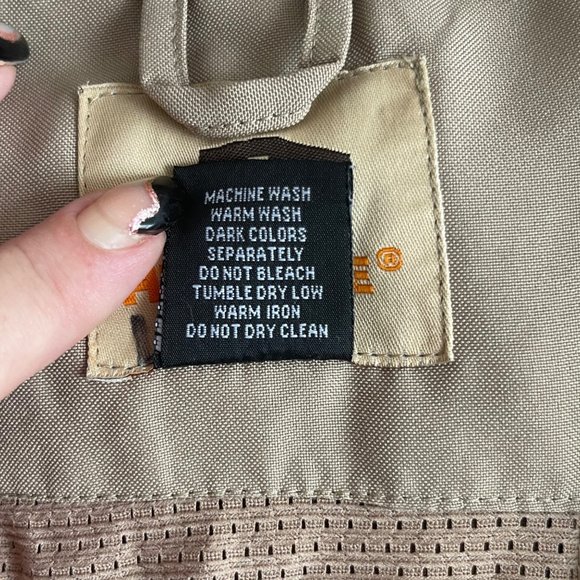 MACHINE WASH
WARM WASH
DARK COLORS
SEPARATELY
DO NOT BLEACH
TUMBLE DRY LOW
WARM IRON
DO NOT DRY CLEAN
®